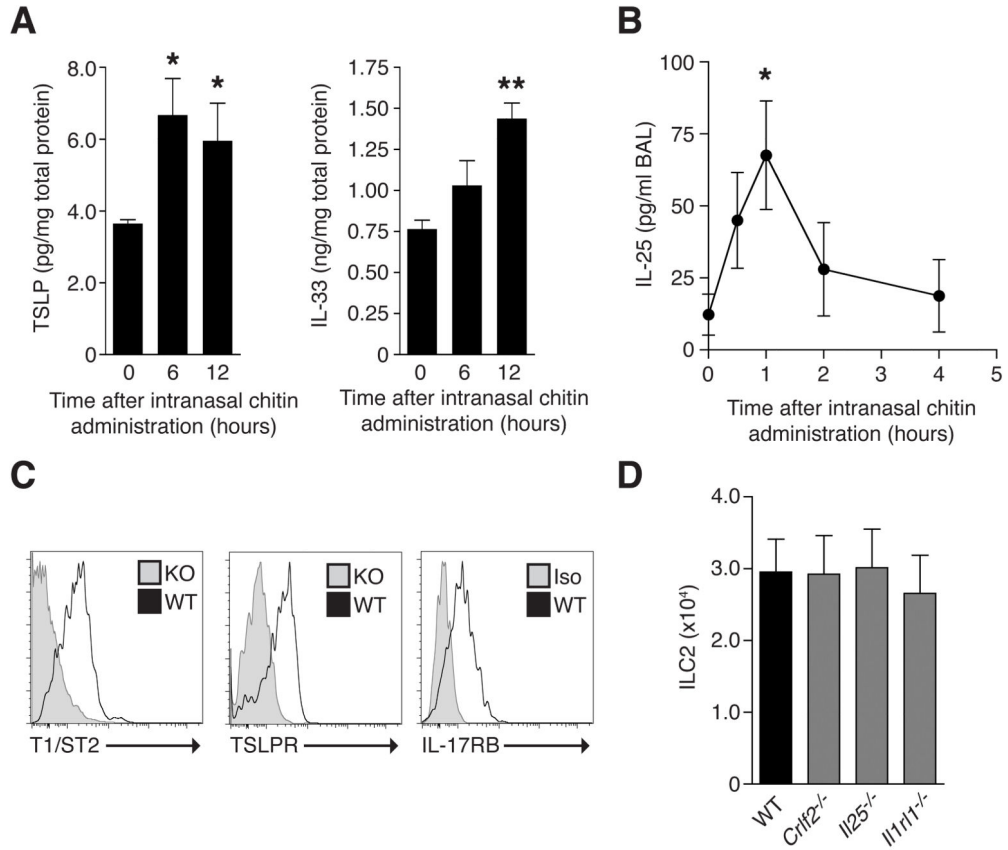 A
TSLP (pg/mg total protein)
8.0
6.0
4.0
2.0
0
*
*
0 6 12
Time after intranasal chitin
administration (hours)
IL-33 (ng/mg total protein)
1.75
1.50
1.25
1.00
0.75
0.50
0.25
0
**
0 6 12
Time after intranasal chitin
administration (hours)
B
IL-25 (pg/ml BAL)
100
75
50
25
0
*
0 1 2 3 4 5
Time after intranasal chitin
administration (hours)
C
KO
WT
T1/ST2
KO
WT
TSLPR
Iso
WT
IL-17RB
D
ILC2 (x10⁴)
4.0
3.0
2.0
1.0
0
WT
Crlf2-/-
Il25-/-
Il1rl1-/-